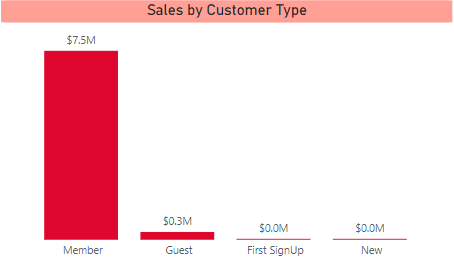 Sales by Customer Type
$7.5M
$0.3M
$0.0M
$0.0M
Member
Guest
First SignUp
New